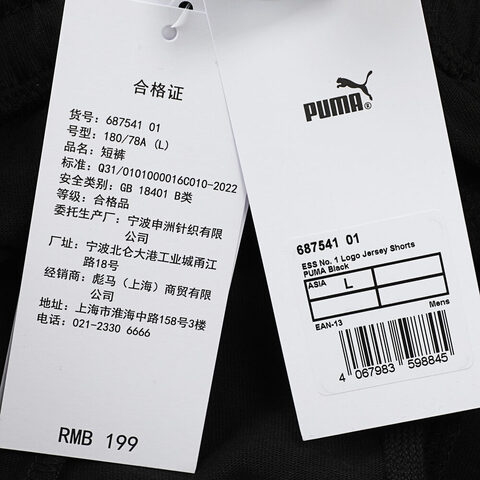 合格证
货号: 687541 01
号型: 180/78A (L)
品名: 短裤
标准: Q31/0101000016C010-2022
安全类别: GB 18401 B类
等级: 合格品
委托生产厂: 宁波申洲针织有限
公司
厂址: 宁波北仑大港工业城甬江
路18号
经销商: 彪马（上海）商贸有限
公司
地址: 上海市淮海中路158号3楼
电话: 021-2330 6666
RMB 199
PUMA®
687541 01
ESS No. 1 Logo Jersey Shorts
PUMA Black
ASIA L
EAN-13 Mens
4 067983 598845